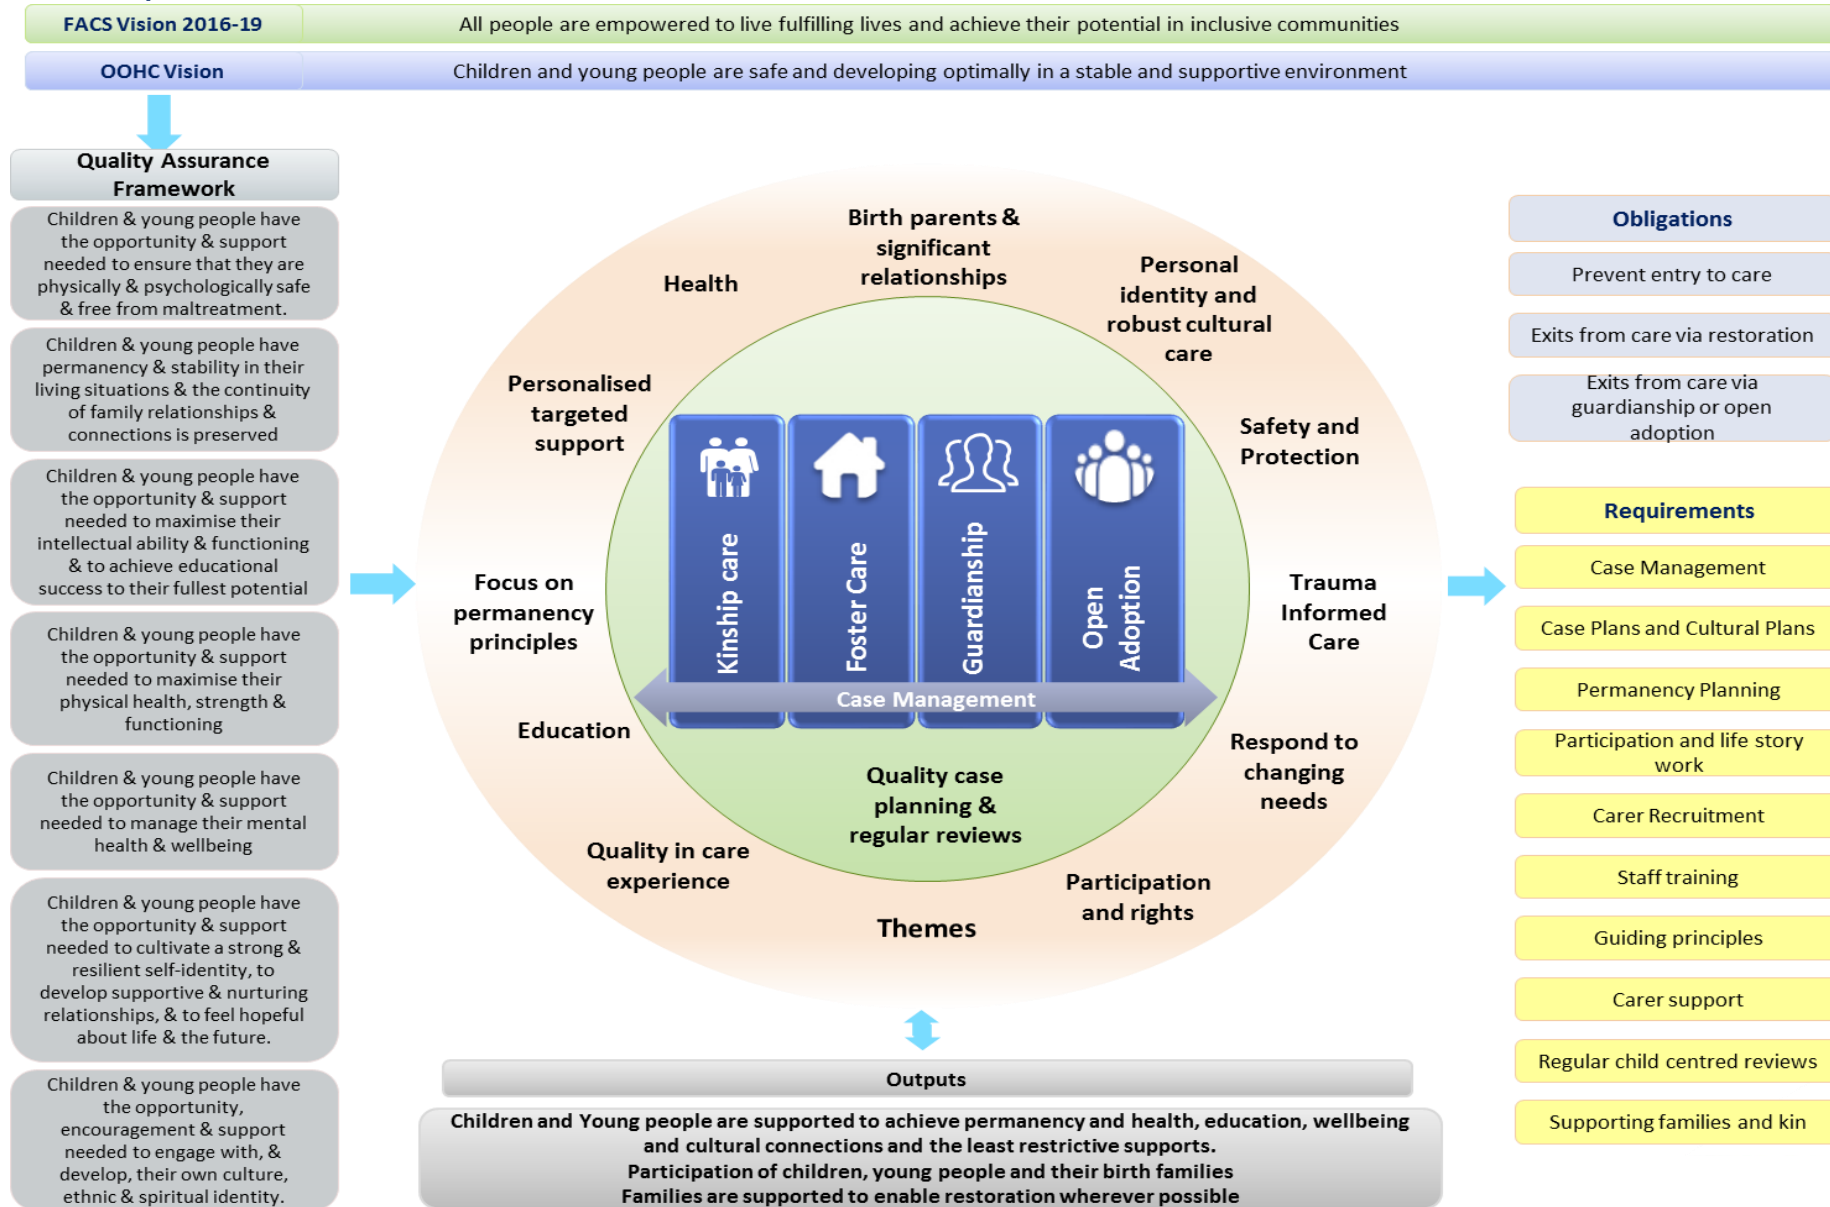 FACS Vision 2016-19
All people are empowered to live fulfilling lives and achieve their potential in inclusive communities
OOHC Vision
Children and young people are safe and developing optimally in a stable and supportive environment
Quality Assurance
Framework
Children & young people have
the opportunity & support
needed to ensure that they are
physically & psychologically safe
& free from maltreatment.
Children & young people have
permanency & stability in their
living situations & the continuity
of family relationships &
connections is preserved
Children & young people have
the opportunity & support
needed to maximise their
intellectual ability & functioning
& to achieve educational
success to their fullest potential
Children & young people have
the opportunity & support
needed to maximise their
physical health, strength &
functioning
Children & young people have
the opportunity & support
needed to manage their mental
health & wellbeing
Children & young people have
the opportunity & support
needed to cultivate a strong &
resilient self-identity, to
develop supportive & nurturing
relationships, & to feel hopeful
about life & the future.
Children & young people have
the opportunity,
encouragement & support
needed to engage with, &
develop, their own culture,
ethnic & spiritual identity.
Birth parents &
significant
relationships
Health
Personal
identity and
robust cultural
care
Personalised
targeted
support
Safety and
Protection
Focus on
permanency
principles
Trauma
Informed
Care
Education
Respond to
changing
needs
Quality in care
experience
Participation
and rights
Themes
Kinship care
Foster Care
Guardianship
Open
Adoption
Case Management
Quality case
planning &
regular reviews
Outputs
Children and Young people are supported to achieve permanency and health, education, wellbeing
and cultural connections and the least restrictive supports.
Participation of children, young people and their birth families
Families are supported to enable restoration wherever possible
Obligations
Prevent entry to care
Exits from care via restoration
Exits from care via
guardianship or open
adoption
Requirements
Case Management
Case Plans and Cultural Plans
Permanency Planning
Participation and life story
work
Carer Recruitment
Staff training
Guiding principles
Carer support
Regular child centred reviews
Supporting families and kin